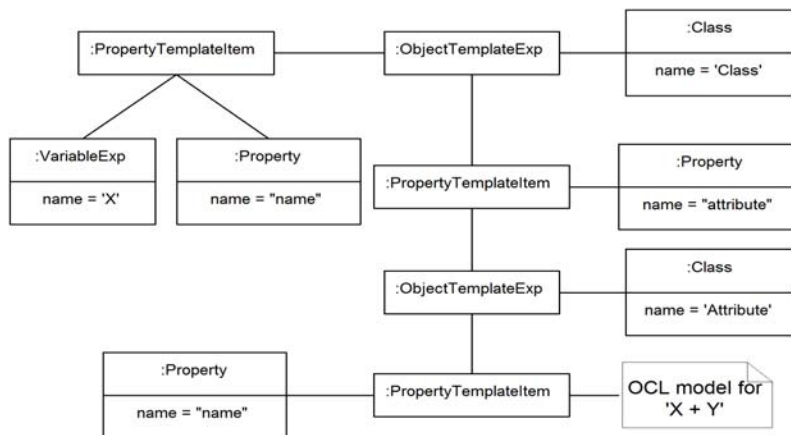 :PropertyTemplateItem
:ObjectTemplateExp
:Class
name = 'Class'
:VariableExp
name = 'X'
:Property
name = "name"
:PropertyTemplateItem
:Property
name = "attribute"
:ObjectTemplateExp
:Class
name = 'Attribute'
:Property
name = "name"
:PropertyTemplateItem
OCL model for
'X + Y'